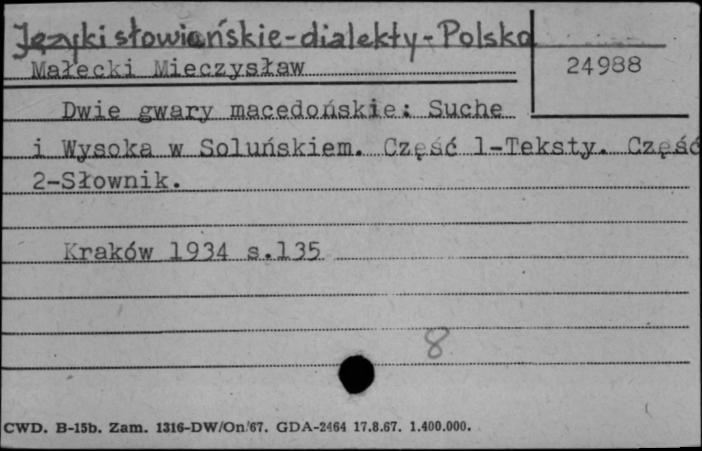 Języki słowiańskie-dialekty-Polska
Małecki Mieczysław
24988
Dwie gwary macedońskie: Suche
i Wysoka w Soluńskiem. Część 1-Teksty. Część
2-Słownik.
Kraków 1934 s.135
8
CWD. B-15b. Zam. 1316-DW/On/67. GDA-2464 17.8.67. 1.400.000.